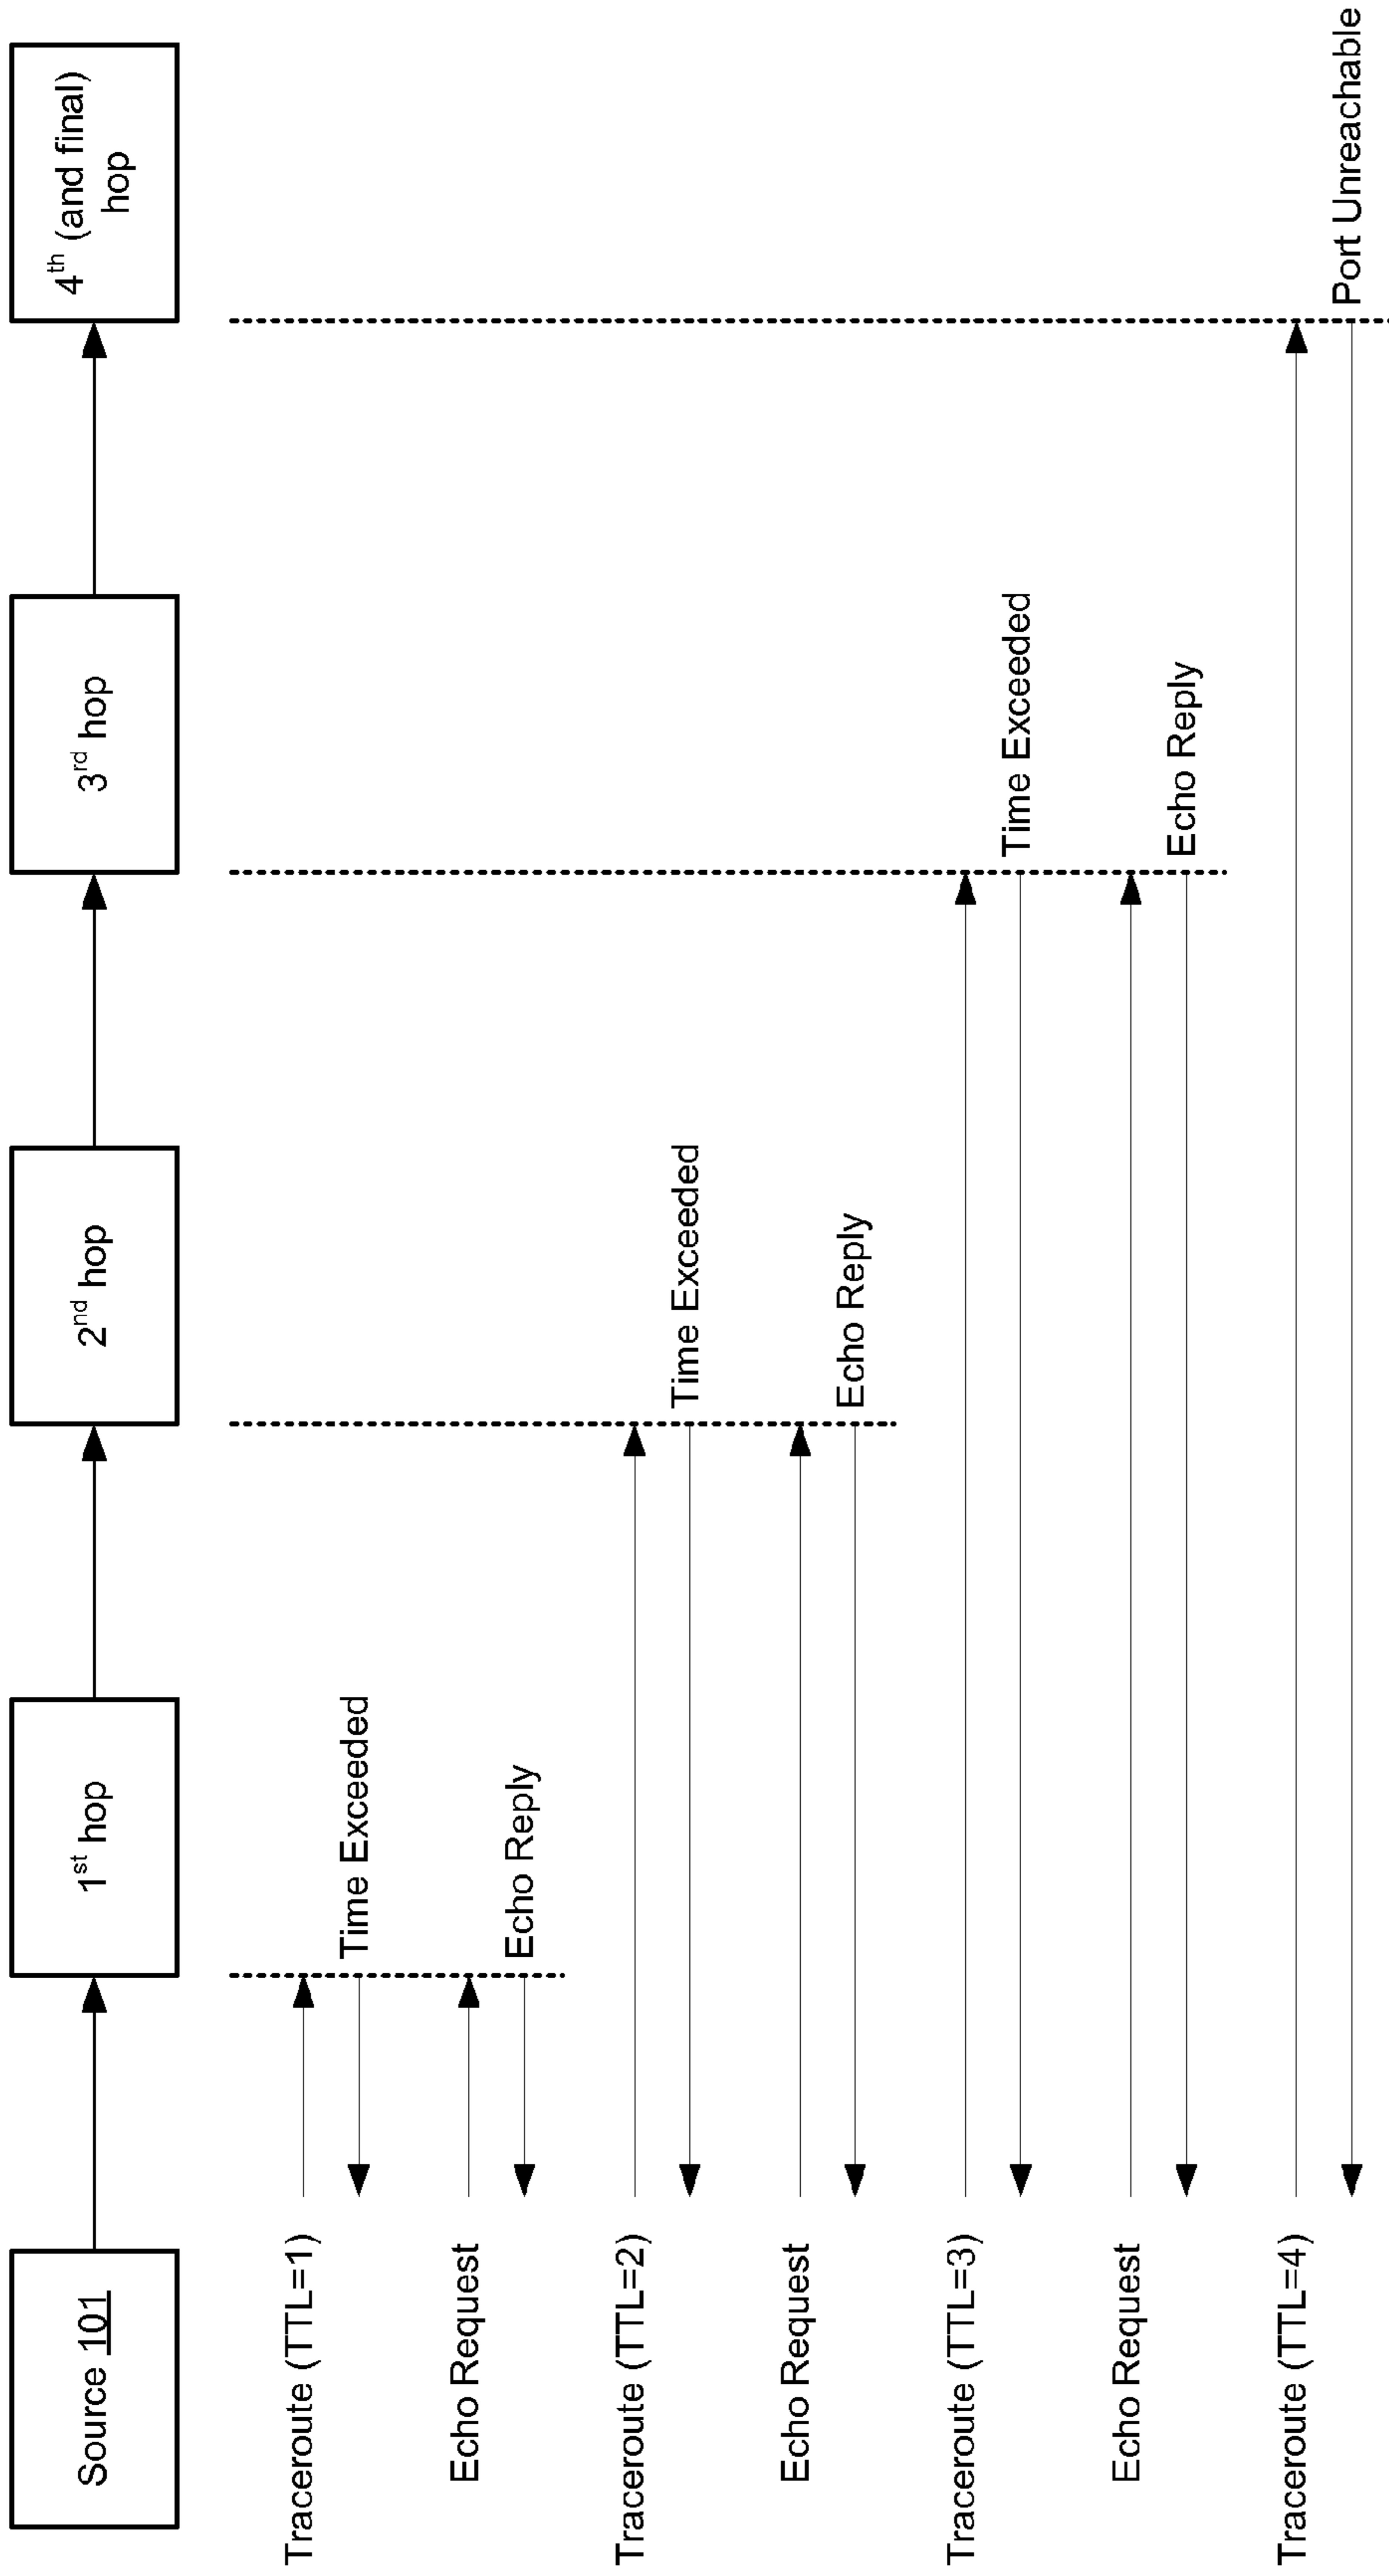 Source 101
1st hop
2nd hop
3rd hop
4th (and final)
hop
Traceroute (TTL=1)
Time Exceeded
Echo Request
Echo Reply
Traceroute (TTL=2)
Time Exceeded
Echo Request
Echo Reply
Traceroute (TTL=3)
Time Exceeded
Echo Request
Echo Reply
Traceroute (TTL=4)
Port Unreachable